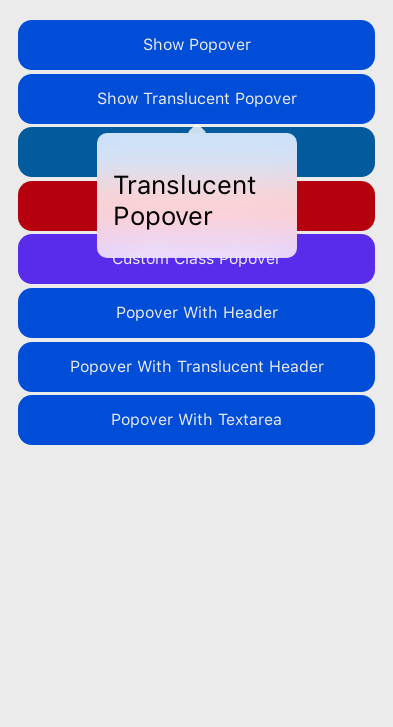 Show Popover
Show Translucent Popover
Translucent
Popover
Custom Class Popover
Popover With Header
Popover With Translucent Header
Popover With Textarea